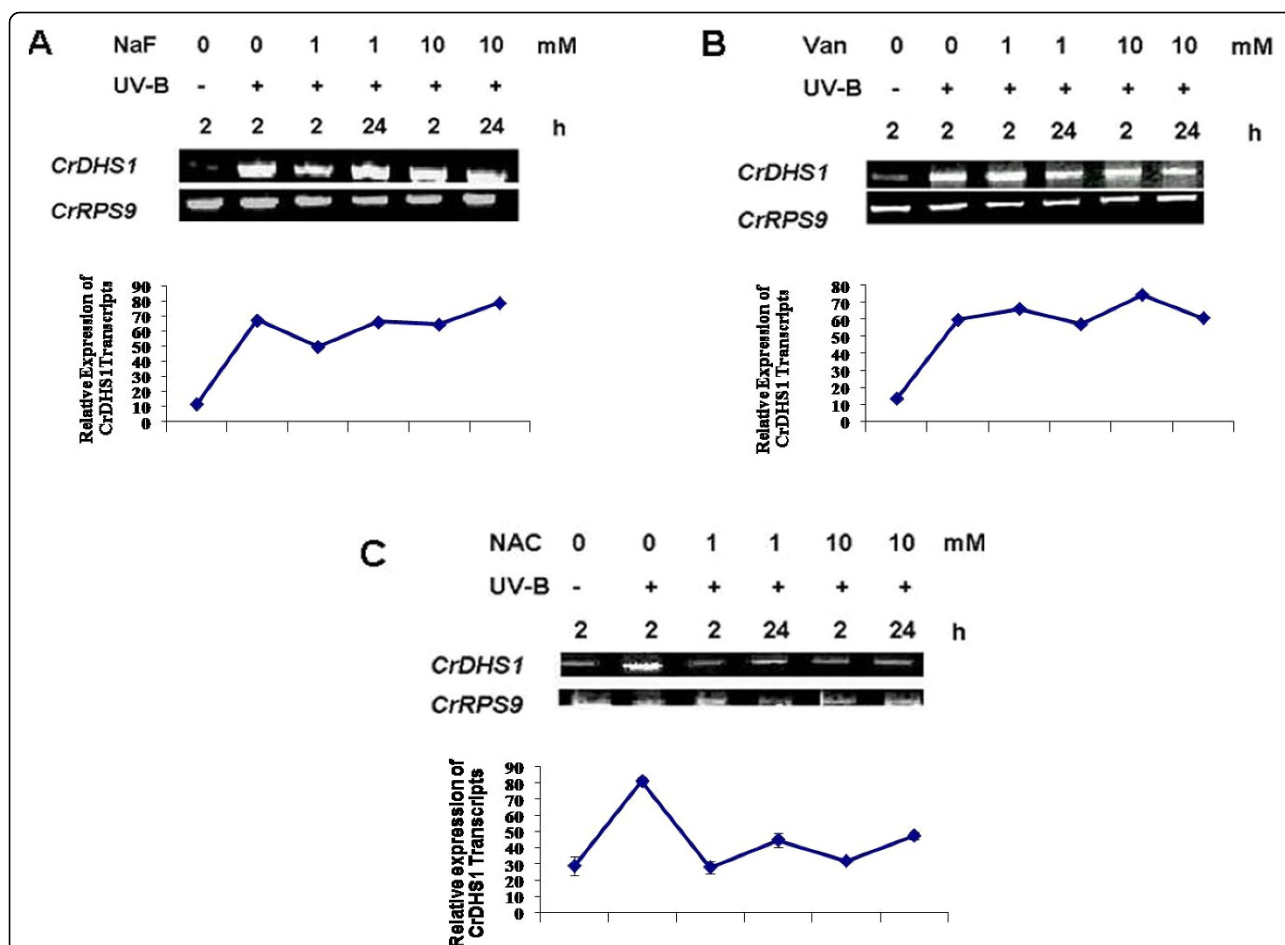 A
NaF 0 0 1 1 10 10 mM
UV-B - + + + + +
2 2 2 24 2 24 h
CrDHS1
CrRPS9
Relative Expression of
CrDHS1Transcripts
90
80
70
60
50
40
30
20
10
0
B
Van 0 0 1 1 10 10 mM
UV-B - + + + + +
2 2 2 24 2 24 h
CrDHS1
CrRPS9
Relative Expression of
CrDHS1 Transcripts
80
70
60
50
40
30
20
10
0
C
NAC 0 0 1 1 10 10 mM
UV-B - + + + + +
2 2 2 24 2 24 h
CrDHS1
CrRPS9
Relative expression of
CrDHS1 Transcripts
90
80
70
60
50
40
30
20
10
0